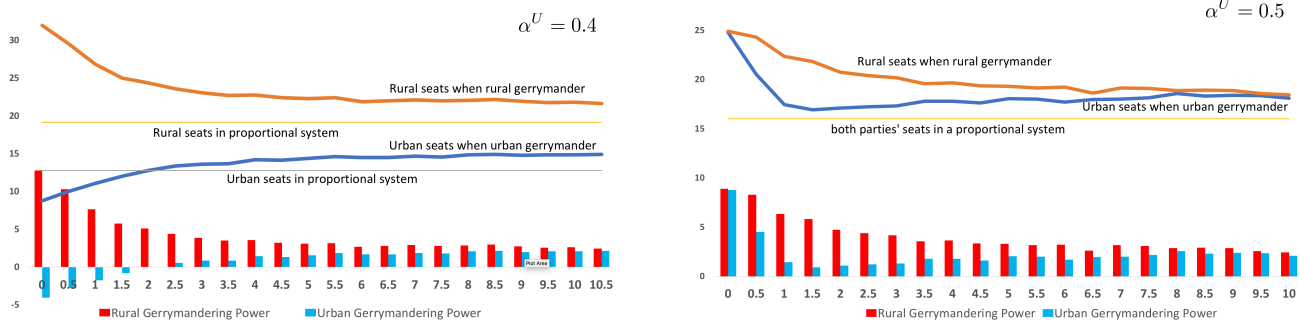 αᵁ = 0.4
30
25
20
15
10
5
0
-5
Rural seats when rural gerrymander
Rural seats in proportional system
Urban seats when urban gerrymander
Urban seats in proportional system
Plot Area
0 0.5 1 1.5 2 2.5 3 3.5 4 4.5 5 5.5 6 6.5 7 7.5 8 8.5 9 9.5 10 10.5
Rural Gerrymandering Power Urban Gerrymandering Power
αᵁ = 0.5
25
20
15
10
5
0
Rural seats when rural gerrymander
Urban seats when urban gerrymander
both parties' seats in a proportional system
0 0.5 1 1.5 2 2.5 3 3.5 4 4.5 5 5.5 6 6.5 7 7.5 8 8.5 9 9.5 10
Rural Gerrymandering Power Urban Gerrymandering Power